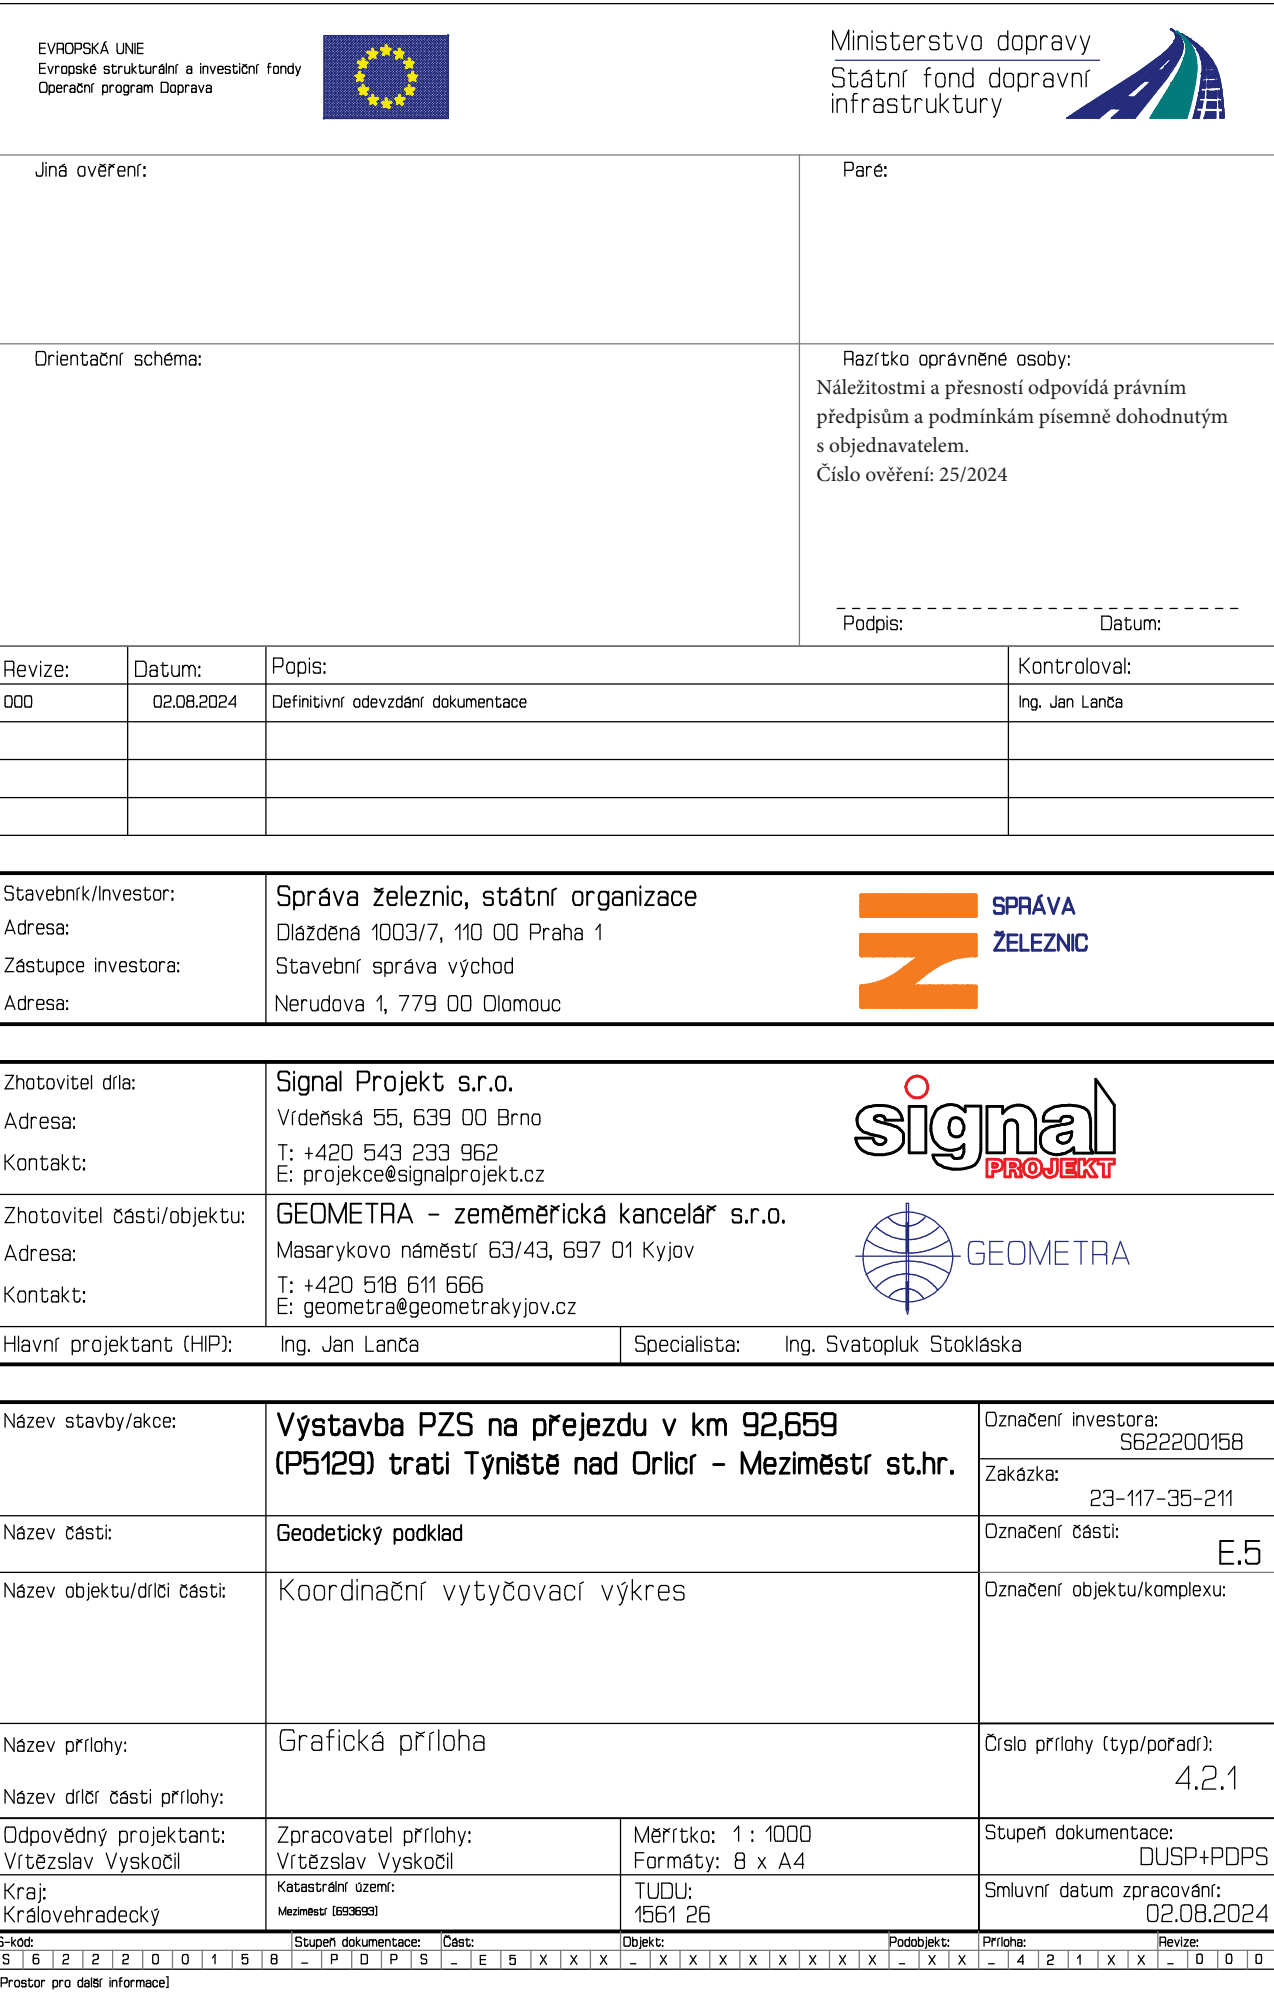 EVROPSKÁ UNIE
Evropské strukturální a investiční fondy
Operační program Doprava
Ministerstvo dopravy
Státní fond dopravní
infrastruktury
Jiná ověření:
Paré:
Orientační schéma:
Razítko oprávněné osoby:
Náležitostmi a přesností odpovídá právním
předpisům a podmínkám písemně dohodnutým
s objednavatelem.
Číslo ověření: 25/2024
Podpis: Datum:
Revize: Datum: Popis: Kontroloval:
000 02.08.2024 Definitivní odevzdání dokumentace Ing. Jan Lanča
Stavebník/Investor: Správa železnic, státní organizace
Adresa: Dlážděná 1003/7, 110 00 Praha 1
Zástupce investora: Stavební správa východ
Adresa: Nerudova 1, 779 00 Olomouc
SPRÁVA
ŽELEZNIC
Zhotovitel díla: Signal Projekt s.r.o.
Adresa: Vídeňská 55, 639 00 Brno
Kontakt: T: +420 543 233 962
E: projekce@signalprojekt.cz
signal
PROJEKT
Zhotovitel části/objektu: GEOMETRA - zeměměřická kancelář s.r.o.
Adresa: Masarykovo náměstí 63/43, 697 01 Kyjov
Kontakt: T: +420 518 611 666
E: geometra@geometrakyjov.cz
GEOMETRA
Hlavní projektant (HIP): Ing. Jan Lanča Specialista: Ing. Svatopluk Stokláska
Název stavby/akce: Výstavba PZS na přejezdu v km 92,659
(P5129) trati Týniště nad Orlicí - Meziměstí st.hr.
Označení investora:
S622200158
Zakázka:
23-117-35-211
Název části: Geodetický podklad
Označení části:
E.5
Název objektu/dílčí části: Koordinační vytyčovací výkres
Označení objektu/komplexu:
Název přílohy: Grafická příloha
Číslo přílohy (typ/pořadí):
4.2.1
Název dílčí části přílohy:
Odpovědný projektant: Zpracovatel přílohy: Měřítko: 1 : 1000 Stupeň dokumentace:
Vítězslav Vyskočil Vítězslav Vyskočil Formáty: 8 x A4 DUSP+PDPS
Kraj: Katastrální území: TUDU: Smluvní datum zpracování:
Královehradecký Meziměstí [693693] 1561 26 02.08.2024
S-kód: Stupeň dokumentace: Část: Objekt: Podobjekt: Příloha: Revize:
S 6 2 2 2 0 0 1 5 8 _ P D P S _ E 5 X X X _ X X X X X X X X _ X X _ 4 2 1 X X _ 0 0 0
Prostor pro další informace]